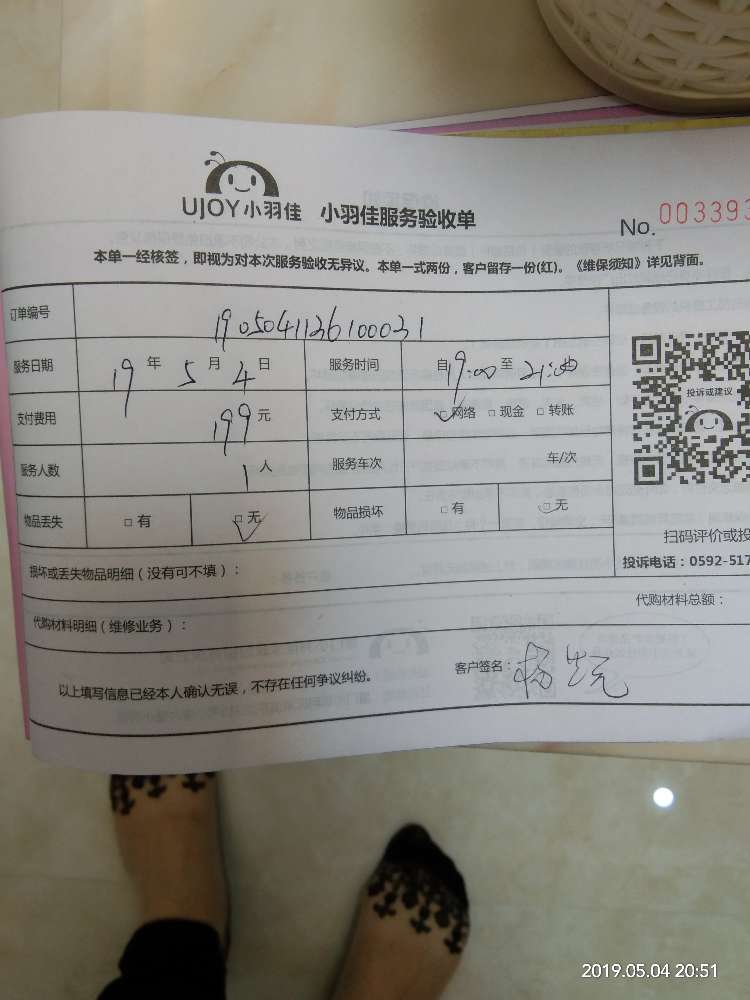 UJOY小羽佳 小羽佳服务验收单
No. 003393
本单一经核签，即视为对本次服务验收无异议。本单一式两份，客户留存一份(红)。《维保须知》详见背面。
订单编号 1905041136100031
服务日期 19 年 5 月 4 日 服务时间 自 19:00 至 21:00
支付费用 199 元 支付方式 □ 网络 □ 现金 □ 转账
服务人数 1 人 服务车次 车/次
物品丢失 □ 有 □ 无 物品损坏 □ 有 □ 无
投诉或建议
扫码评价或投
投诉电话：0592-517
损坏或丢失物品明细（没有可不填）：
代购材料明细（维修业务）： 代购材料总额：
以上填写信息已经本人确认无误，不存在任何争议纠纷。 客户签名：
2019.05.04 20:51